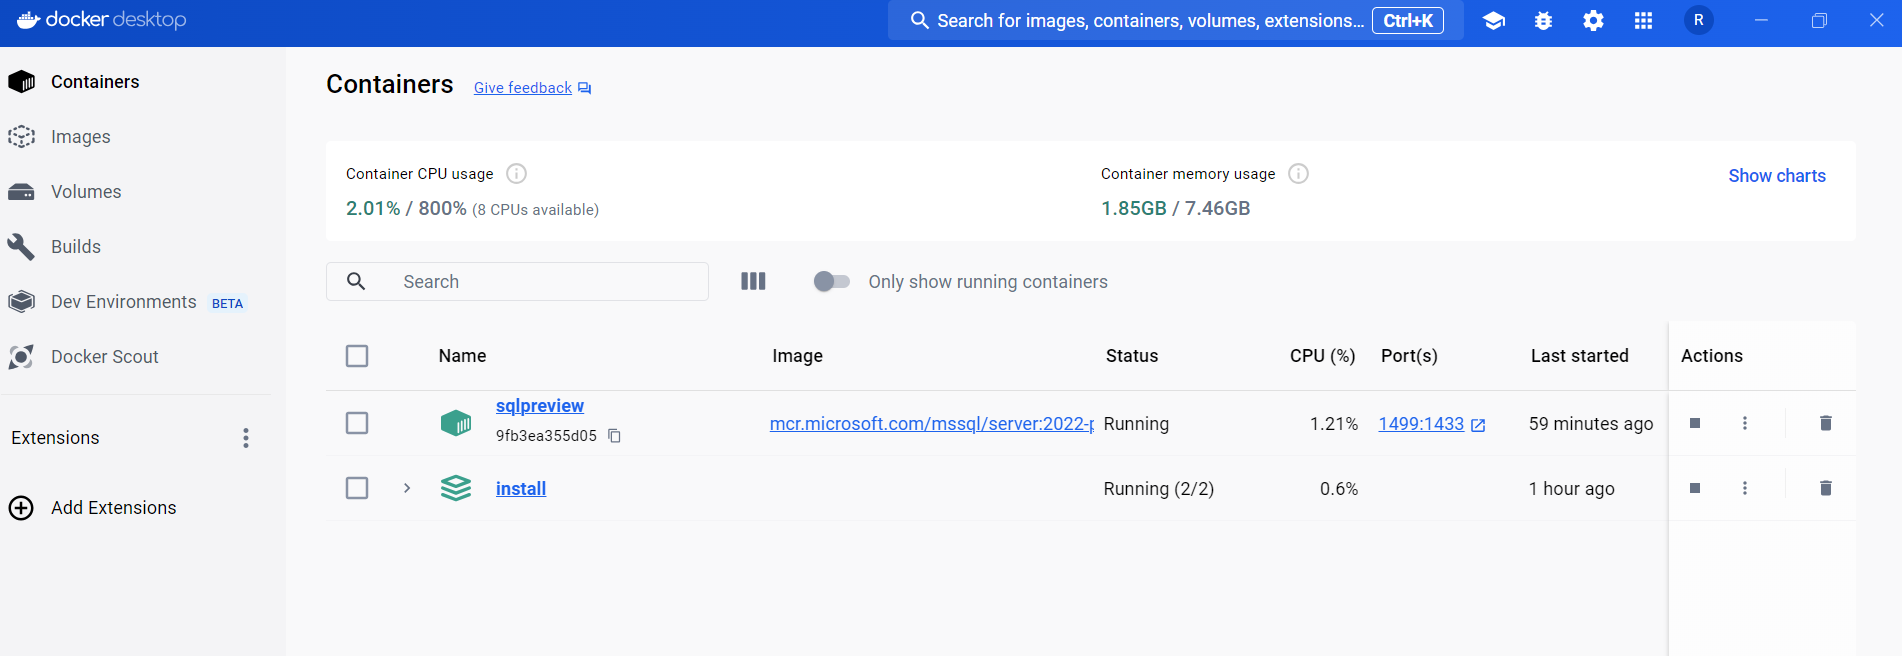 docker desktop
Search for images, containers, volumes, extensions... Ctrl+K
R
Containers
Images
Volumes
Builds
Dev Environments BETA
Docker Scout
Extensions
Add Extensions
Containers Give feedback
Container CPU usage
2.01% / 800% (8 CPUs available)
Container memory usage
1.85GB / 7.46GB
Show charts
Search
Only show running containers
Name Image Status CPU (%) Port(s) Last started Actions
sqlpreview
9fb3ea355d05
mcr.microsoft.com/mssql/server:2022-p Running 1.21% 1499:1433 59 minutes ago
install Running (2/2) 0.6% 1 hour ago